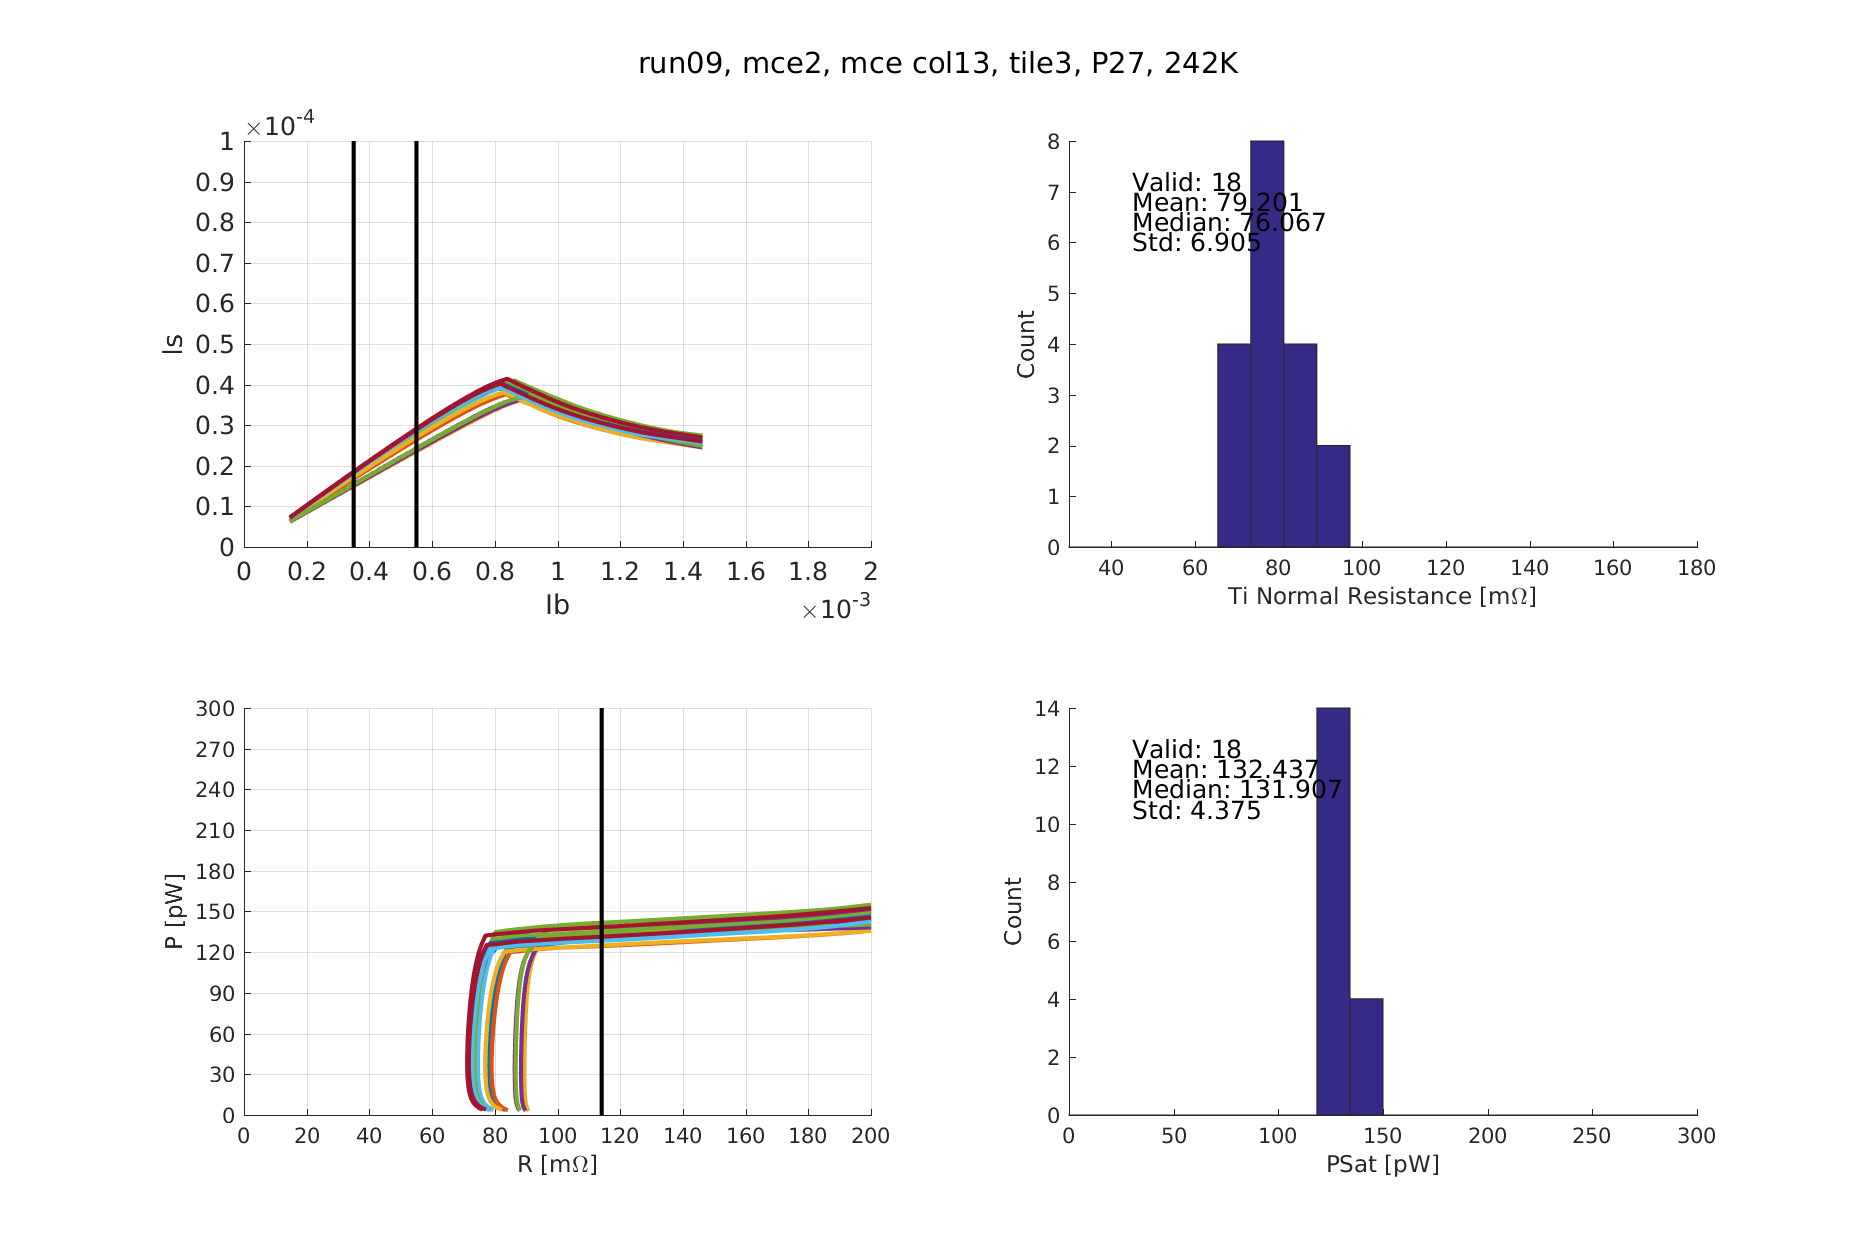 run09, mce2, mce col13, tile3, P27, 242K
×10-4
1
0.9
0.8
0.7
0.6
0.5
0.4
0.3
0.2
0.1
0
Is
0 0.2 0.4 0.6 0.8 1 1.2 1.4 1.6 1.8 2
Ib
×10-3
8
7
6
5
4
3
2
1
0
Count
Valid: 18
Mean: 79.201
Median: 76.067
Std: 6.905
40 60 80 100 120 140 160 180
Ti Normal Resistance [mΩ]
300
270
240
210
180
150
120
90
60
30
0
P [pW]
0 20 40 60 80 100 120 140 160 180 200
R [mΩ]
14
12
10
8
6
4
2
0
Count
Valid: 18
Mean: 132.437
Median: 131.907
Std: 4.375
0 50 100 150 200 250 300
PSat [pW]